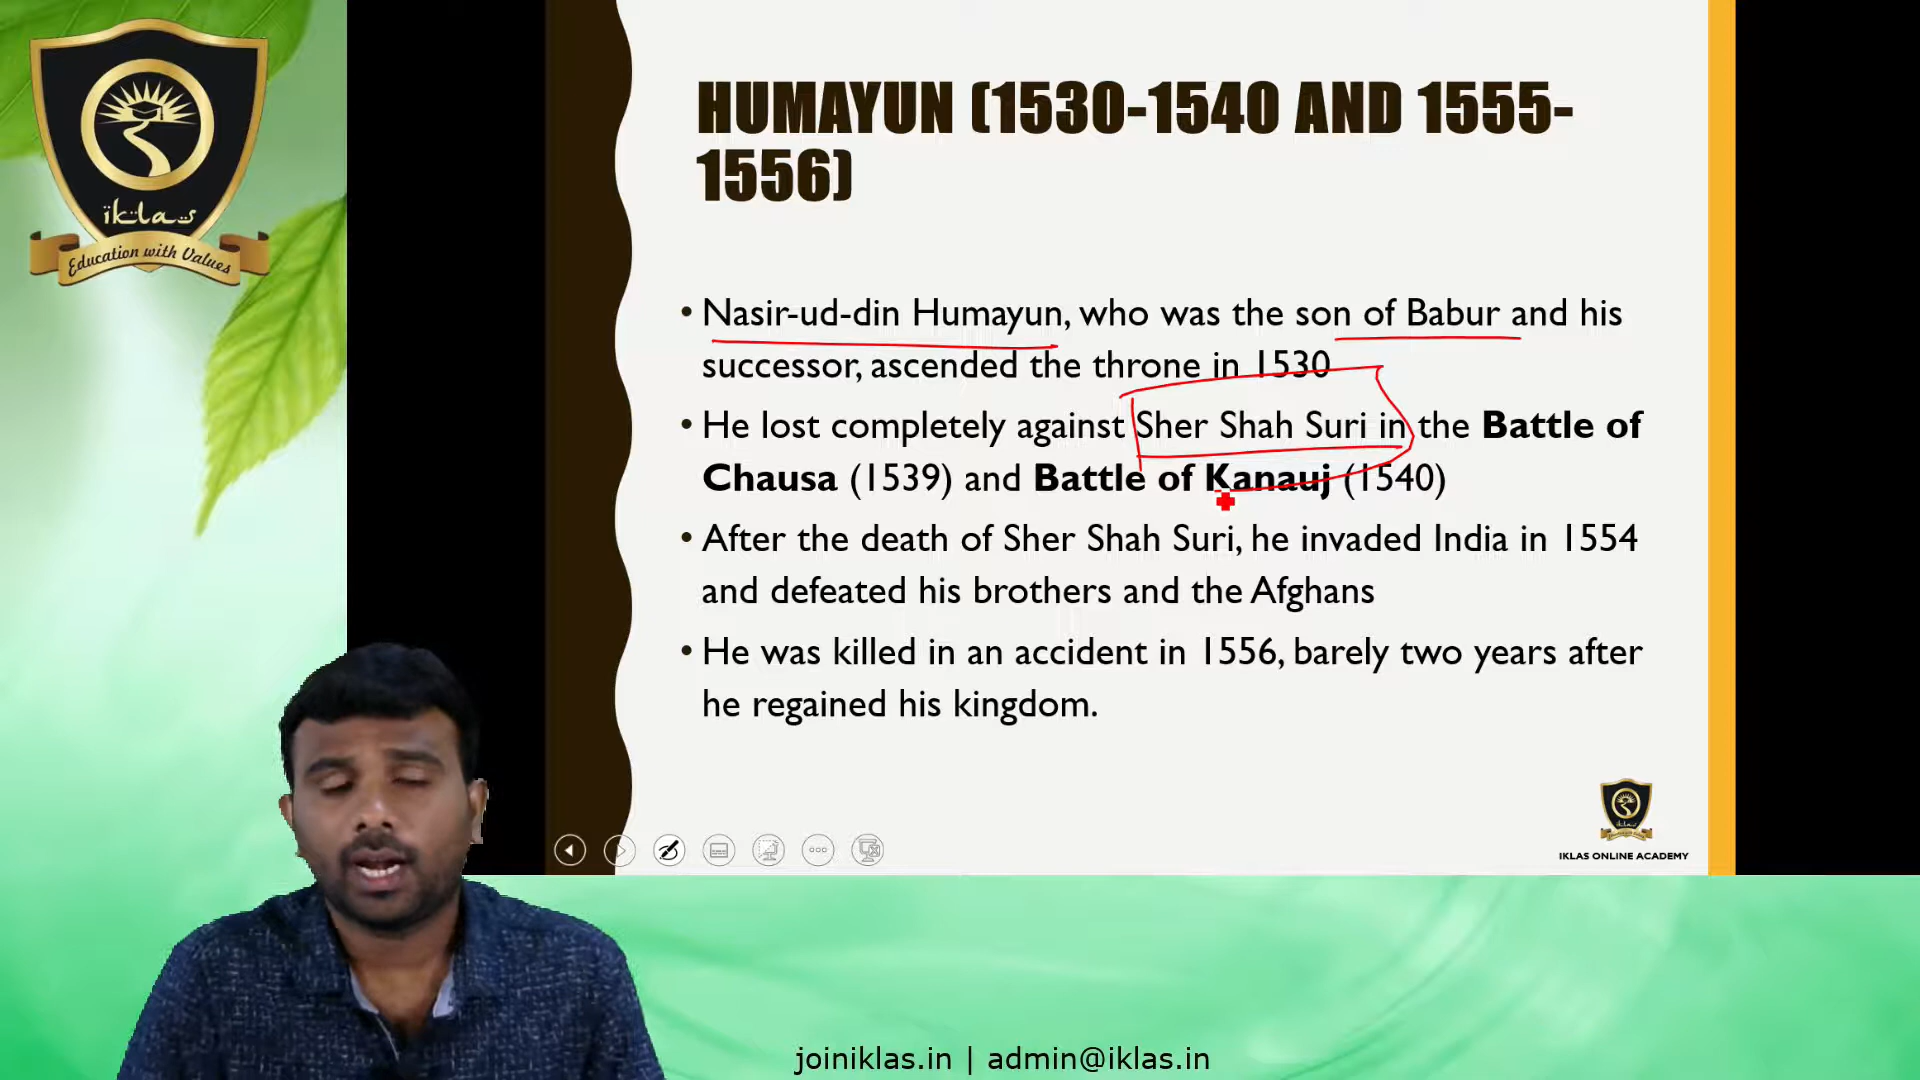 iklas
Education with Values
HUMAYUN (1530-1540 AND 1555-
1556)
• Nasir-ud-din Humayun, who was the son of Babur and his
successor, ascended the throne in 1530
• He lost completely against Sher Shah Suri in the Battle of
Chausa (1539) and Battle of Kanauj (1540)
• After the death of Sher Shah Suri, he invaded India in 1554
and defeated his brothers and the Afghans
• He was killed in an accident in 1556, barely two years after
he regained his kingdom.
iklas
IKLAS ONLINE ACADEMY
joiniklas.in | admin@iklas.in